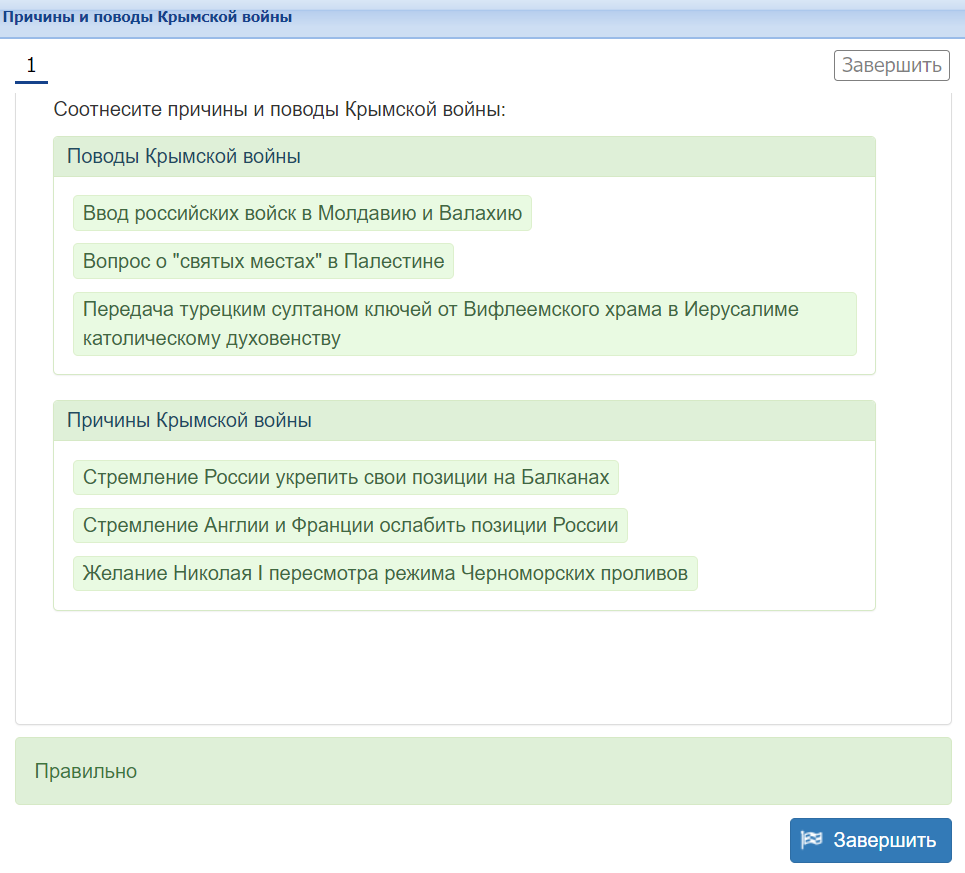 Причины и поводы Крымской войны
1
Завершить
Соотнесите причины и поводы Крымской войны:
Поводы Крымской войны
Ввод российских войск в Молдавию и Валахию
Вопрос о "святых местах" в Палестине
Передача турецким султаном ключей от Вифлеемского храма в Иерусалиме
католическому духовенству
Причины Крымской войны
Стремление России укрепить свои позиции на Балканах
Стремление Англии и Франции ослабить позиции России
Желание Николая I пересмотра режима Черноморских проливов
Правильно
Завершить